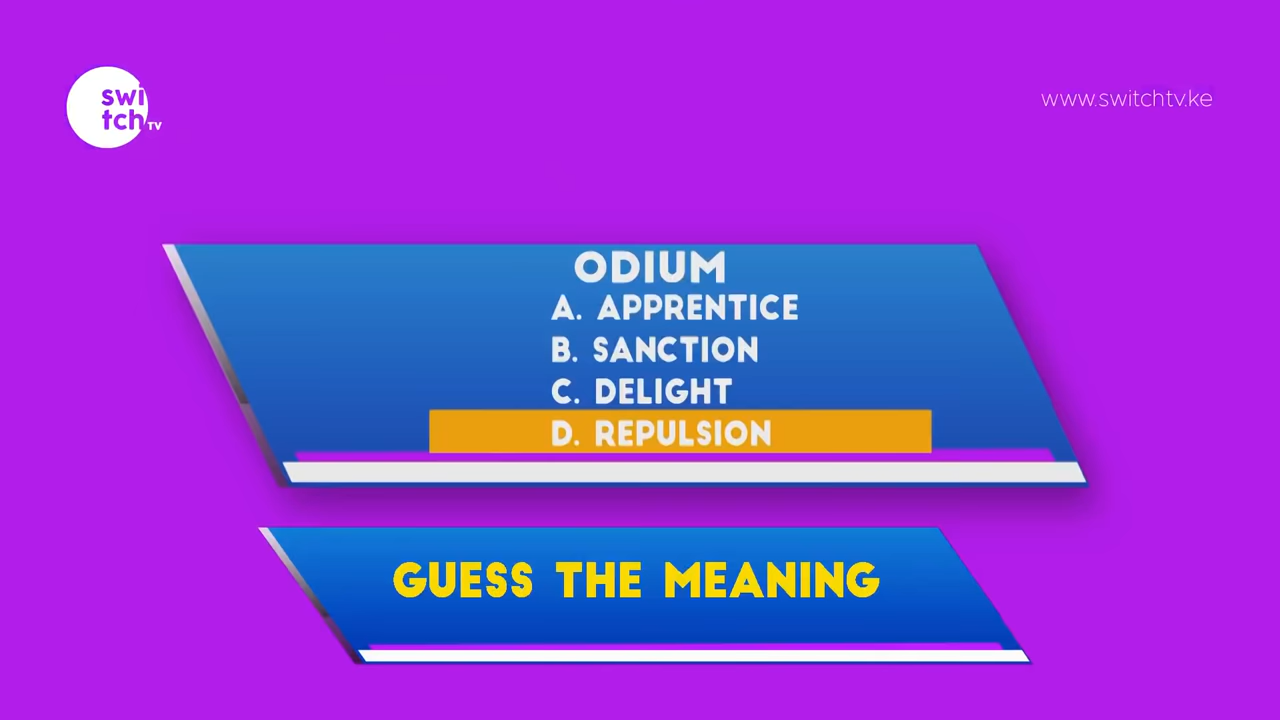 swi
tch TV
www.switchtv.ke
ODIUM
A. APPRENTICE
B. SANCTION
C. DELIGHT
D. REPULSION
GUESS THE MEANING